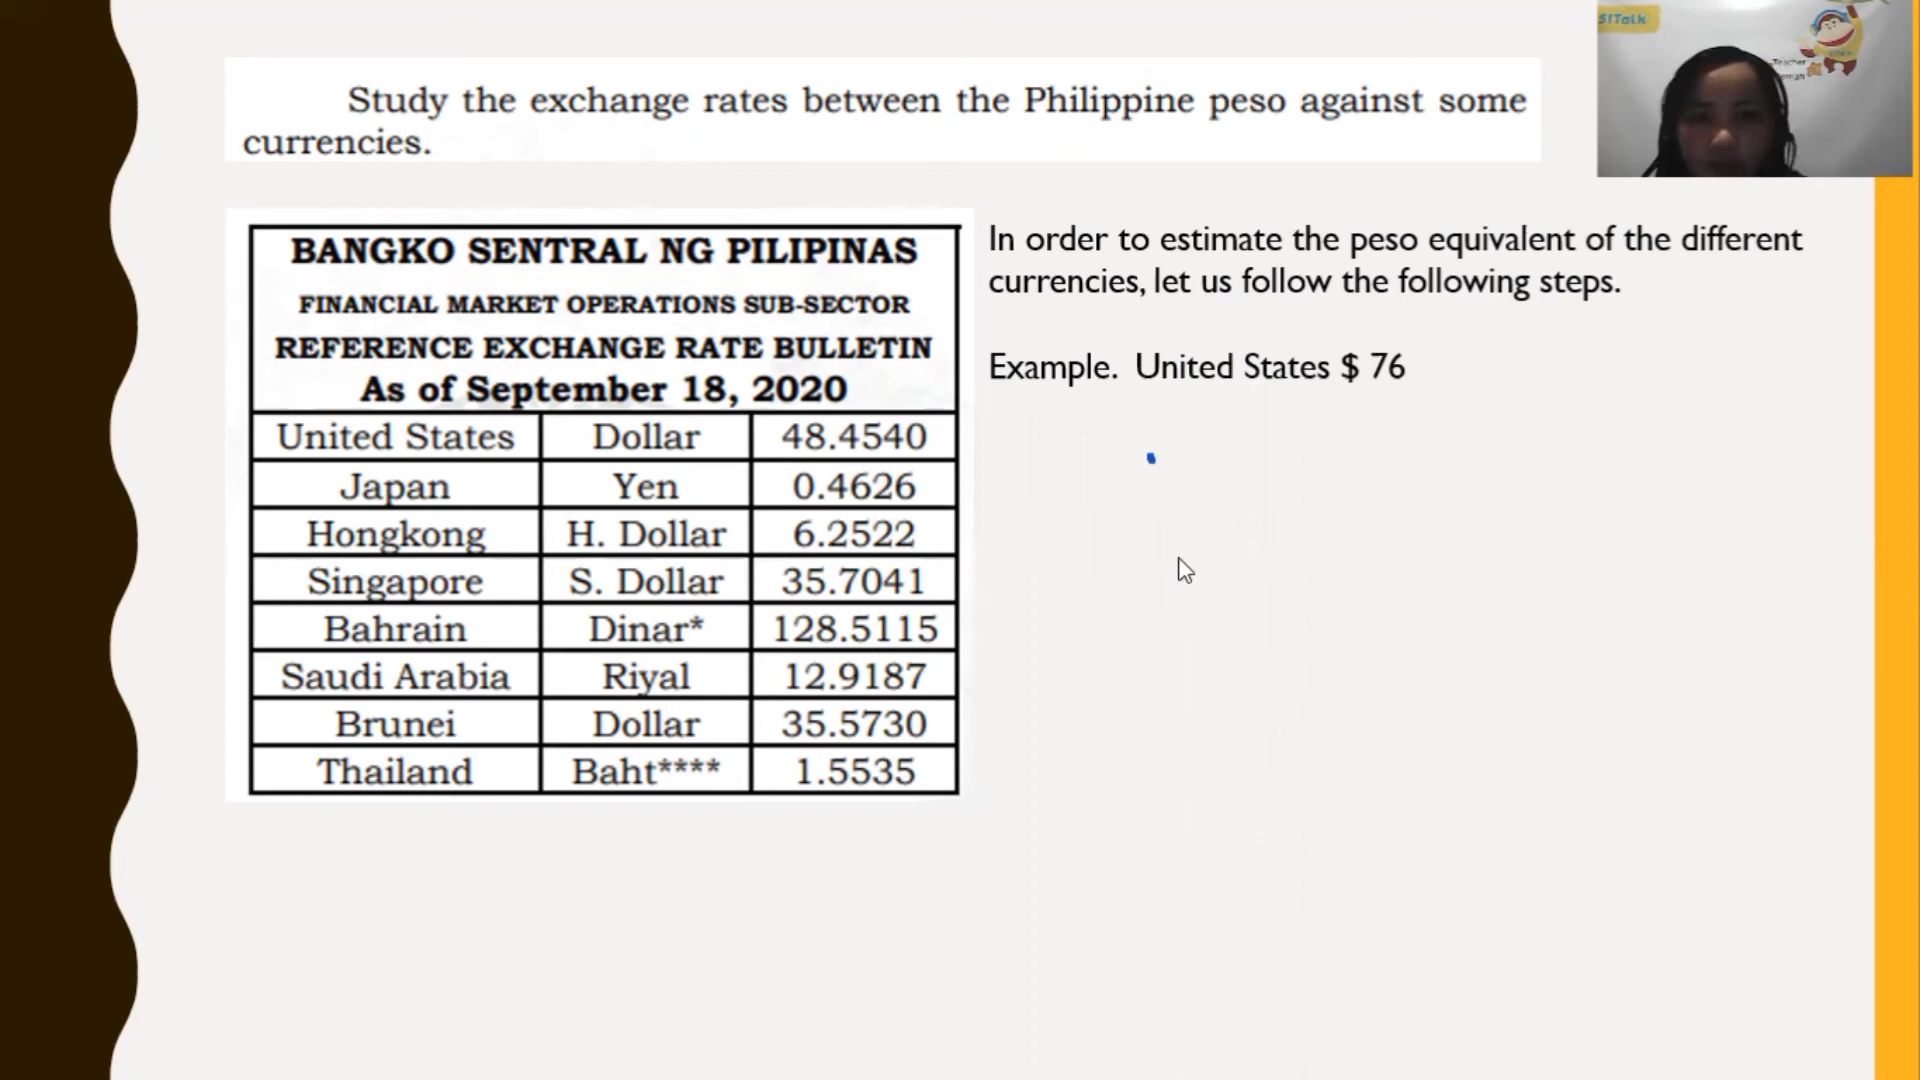 51Talk
Teacher
Study the exchange rates between the Philippine peso against some
currencies.
BANGKO SENTRAL NG PILIPINAS
FINANCIAL MARKET OPERATIONS SUB-SECTOR
REFERENCE EXCHANGE RATE BULLETIN
As of September 18, 2020
United States Dollar 48.4540
Japan Yen 0.4626
Hongkong H. Dollar 6.2522
Singapore S. Dollar 35.7041
Bahrain Dinar* 128.5115
Saudi Arabia Riyal 12.9187
Brunei Dollar 35.5730
Thailand Baht**** 1.5535
In order to estimate the peso equivalent of the different
currencies, let us follow the following steps.
Example. United States $ 76